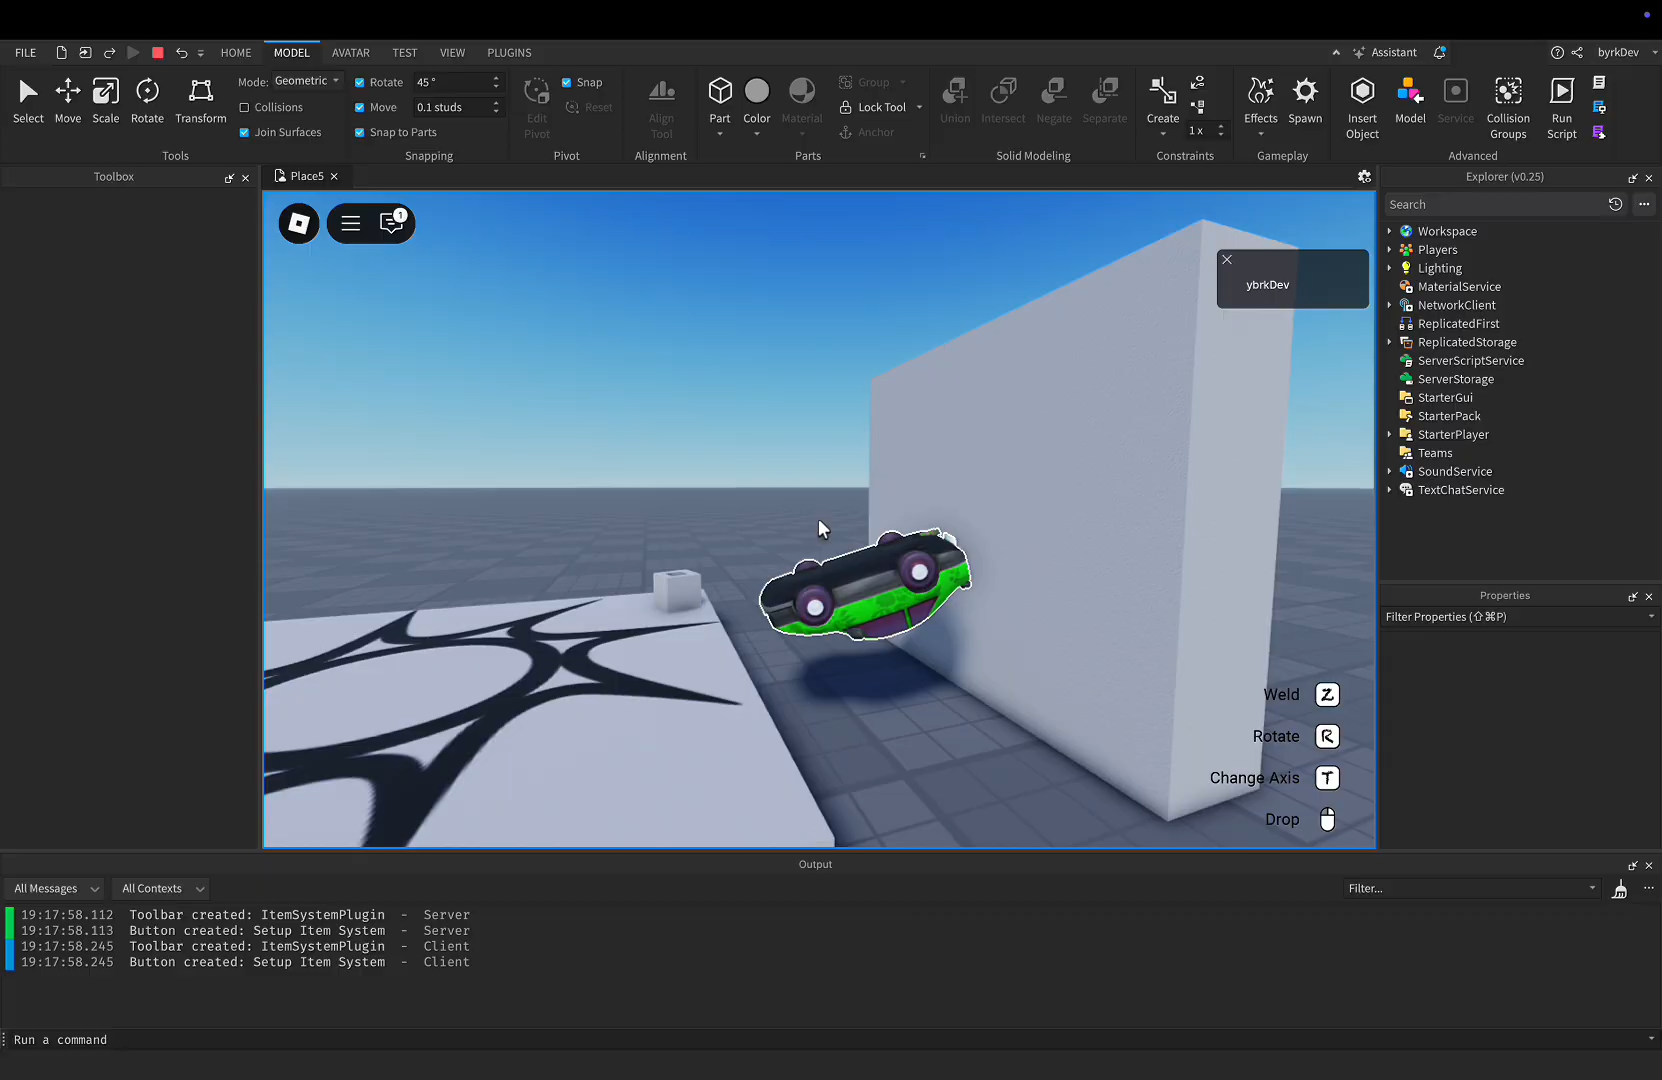 FILE
HOME
MODEL
AVATAR
TEST
VIEW
PLUGINS
Assistant
byrkDev
Select
Move
Scale
Rotate
Transform
Mode: Geometric
Collisions
Join Surfaces
Tools
Rotate 45 °
Move 0.1 studs
Snap to Parts
Snapping
Edit Pivot
Snap
Reset
Pivot
Align Tool
Alignment
Part
Color
Material
Group
Lock Tool
Anchor
Parts
Union
Intersect
Negate
Separate
Solid Modeling
Create
1 x
Constraints
Effects
Spawn
Gameplay
Insert Object
Model
Service
Collision Groups
Run Script
Advanced
Toolbox
Place5
1
ybrkDev
Weld Z
Rotate R
Change Axis T
Drop
Explorer (v0.25)
Search
Workspace
Players
Lighting
MaterialService
NetworkClient
ReplicatedFirst
ReplicatedStorage
ServerScriptService
ServerStorage
StarterGui
StarterPack
StarterPlayer
Teams
SoundService
TextChatService
Properties
Filter Properties (⇧⌘P)
Output
All Messages
All Contexts
Filter...
19:17:58.112 Toolbar created: ItemSystemPlugin - Server
19:17:58.113 Button created: Setup Item System - Server
19:17:58.245 Toolbar created: ItemSystemPlugin - Client
19:17:58.245 Button created: Setup Item System - Client
Run a command